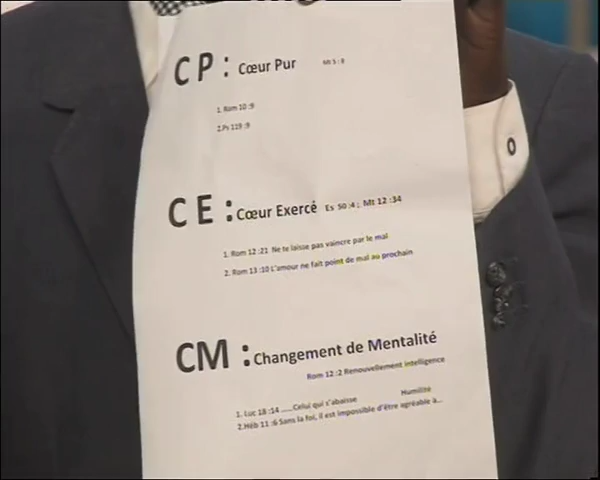 CP : Cœur Pur Mt 5 :8
1. Rom 10 :9
2.Ps 119 :9
CE : Cœur Exercé Es 50 :4 ; Mt 12 :34
1. Rom 12 :21 Ne te laisse pas vaincre par le mal
2. Rom 13 :10 L'amour ne fait point de mal au prochain
CM : Changement de Mentalité
Rom 12 :2 Renouvellement intelligence
1. Luc 18 :14 .....Celui qui s'abaisse Humilité
2.Héb 11 :6 Sans la foi, il est impossible d'être agréable à...